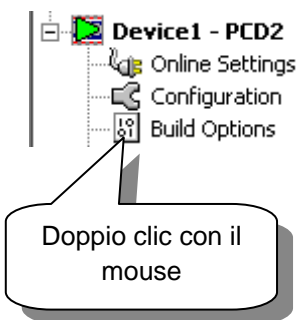 Device1 - PCD2
Online Settings
Configuration
Build Options
Doppio clic con il
mouse